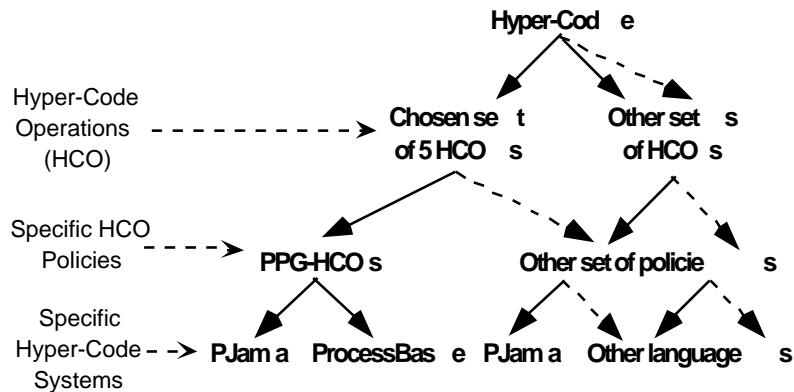 Hyper-Code
Hyper-Code
Operations
(HCO)
Chosen set
of 5 HCOs
Other sets
of HCOs
Specific HCO
Policies
PPG-HCOs
Other set of policies
Specific
Hyper-Code
Systems
PJama
ProcessBase
PJama
Other languages